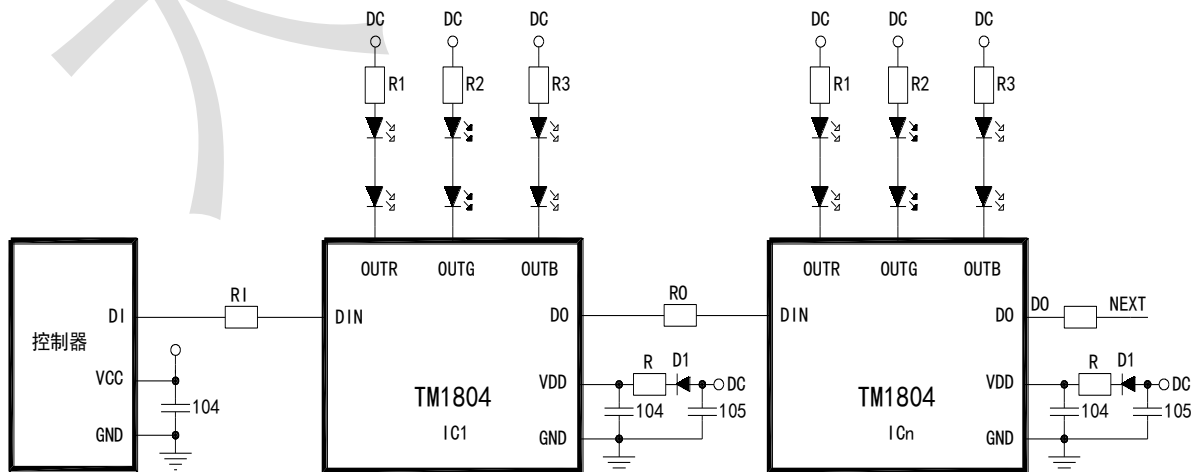 DC DC DC DC DC DC
R1 R2 R3 R1 R2 R3
OUTR OUTG OUTB OUTR OUTG OUTB
DI RI DIN DO RO DIN DO DO NEXT
控制器
VCC VDD R D1 DC VDD R D1 DC
104 TM1804 104 105 TM1804 104 105
GND IC1 GND ICn GND